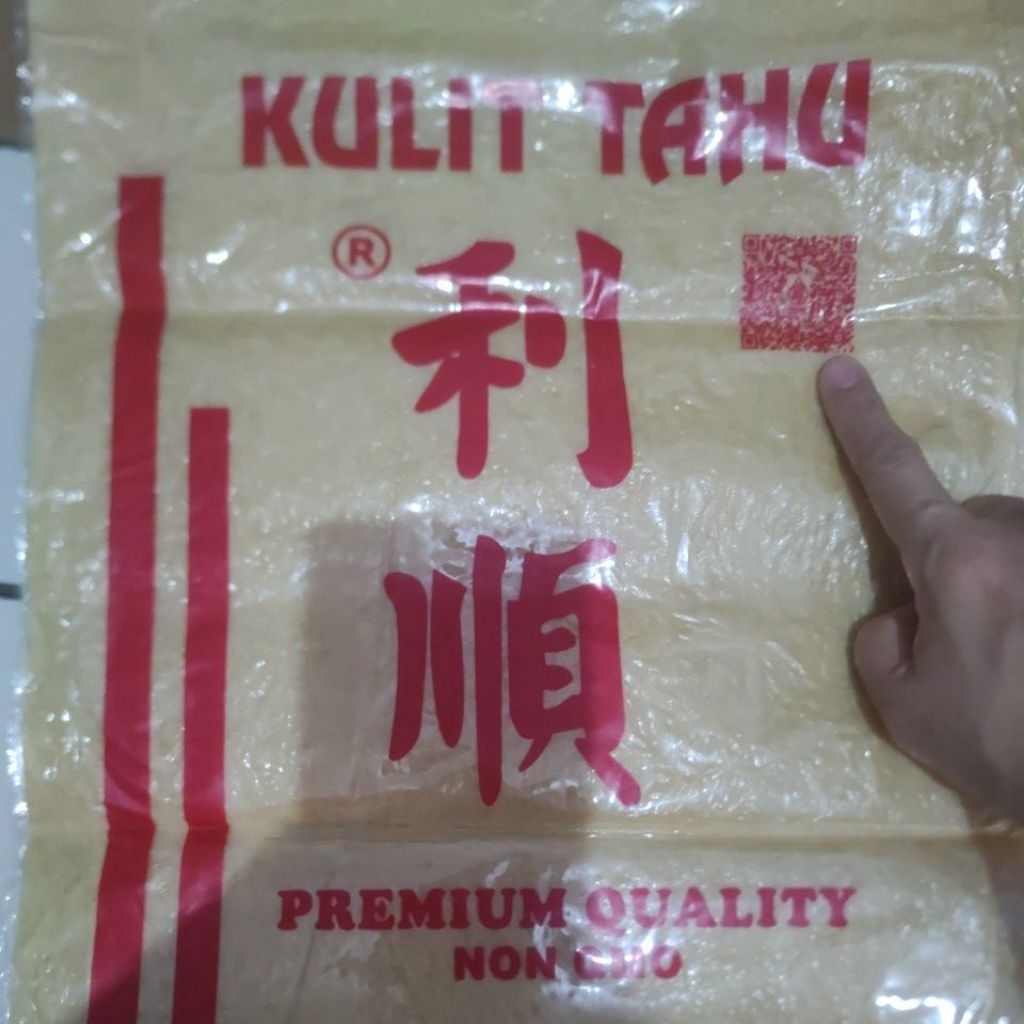 KULIT TAHU
®
利
順
PREMIUM QUALITY
NON GMO